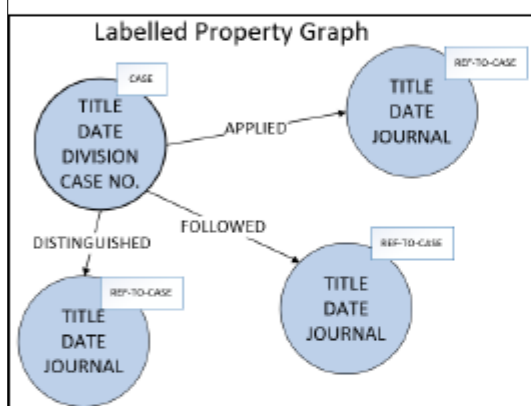 Labelled Property Graph
CASE
TITLE
DATE
DIVISION
CASE NO.
APPLIED
REF-TO-CASE
TITLE
DATE
JOURNAL
FOLLOWED
REF-TO-CASE
TITLE
DATE
JOURNAL
DISTINGUISHED
REF-TO-CASE
TITLE
DATE
JOURNAL